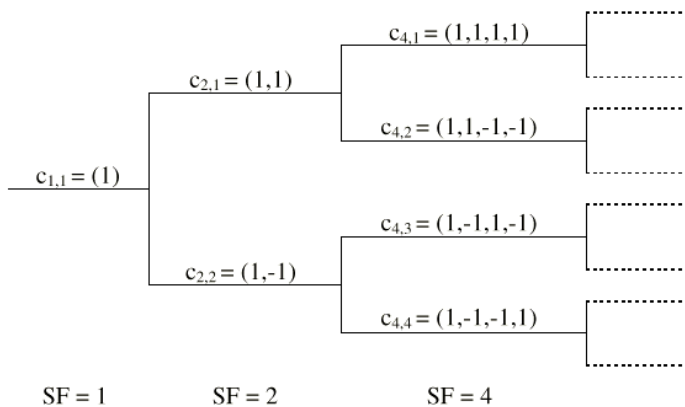 c4,1 = (1,1,1,1)
c2,1 = (1,1)
c4,2 = (1,1,-1,-1)
c1,1 = (1)
c4,3 = (1,-1,1,-1)
c2,2 = (1,-1)
c4,4 = (1,-1,-1,1)
SF = 1 SF = 2 SF = 4